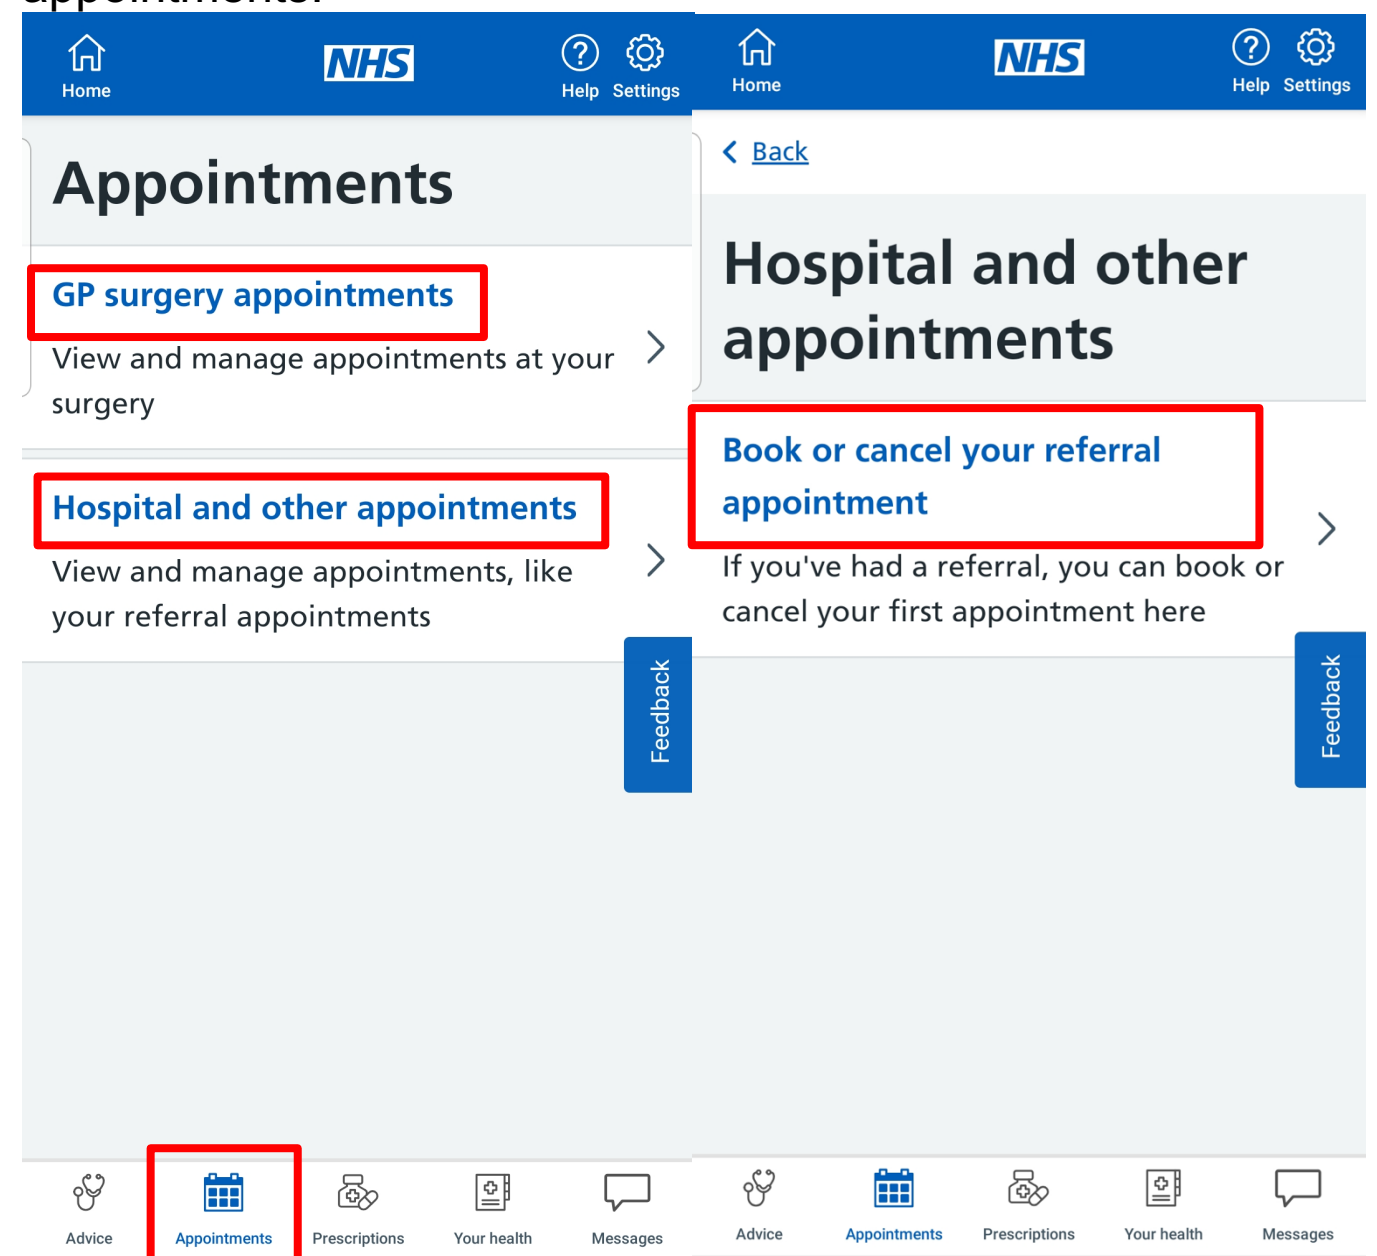 appointments.
Home
NHS
Help Settings
Appointments
GP surgery appointments
View and manage appointments at your
surgery
Hospital and other appointments
View and manage appointments, like
your referral appointments
Feedback
Advice
Appointments
Prescriptions
Your health
Messages
Home
NHS
Help Settings
Back
Hospital and other
appointments
Book or cancel your referral
appointment
If you've had a referral, you can book or
cancel your first appointment here
Feedback
Advice
Appointments
Prescriptions
Your health
Messages